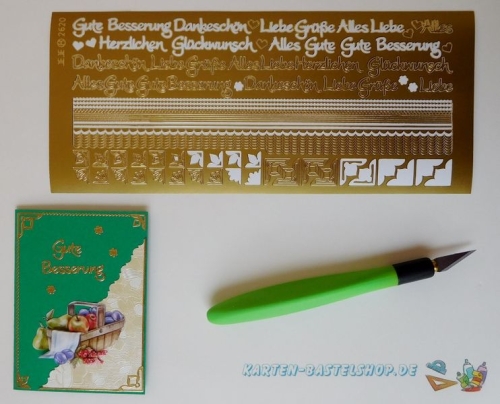 Gute Besserung Dankeschön Liebe Grüße Alles Liebe Alles
Herzlichen Glückwunsch Alles Gute Gute Besserung
Dankeschön Liebe Grüße Alles Liebe Herzlichen Glückwunsch
Alles Gute Gute Besserung Dankeschön Liebe Grüße Liebe
2620
Gute
Besserung
KARTEN-BASTELSHOP.DE